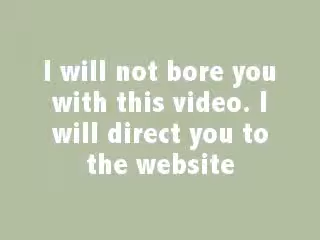 I will not bore you
with this video. I
will direct you to
the website